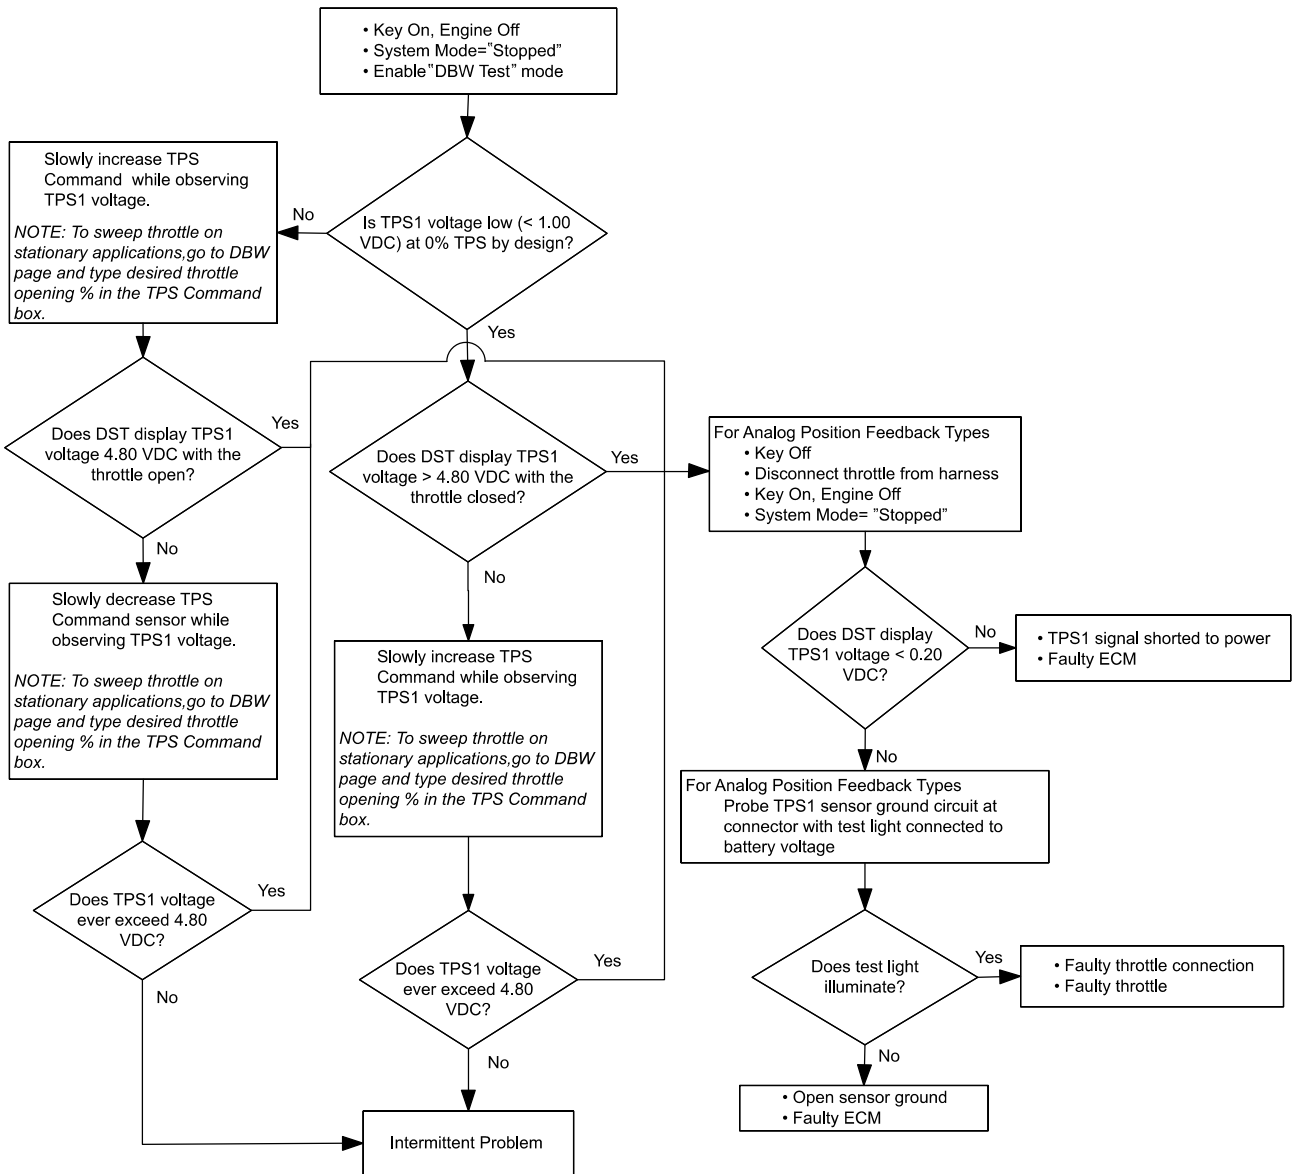 • Key On, Engine Off
• System Mode="Stopped"
• Enable "DBW Test" mode
Is TPS1 voltage low (< 1.00
VDC) at 0% TPS by design?
No
Yes
Slowly increase TPS
Command while observing
TPS1 voltage.
NOTE: To sweep throttle on
stationary applications,go to DBW
page and type desired throttle
opening % in the TPS Command
box.
Does DST display TPS1
voltage 4.80 VDC with the
throttle open?
Yes
No
Slowly decrease TPS
Command sensor while
observing TPS1 voltage.
NOTE: To sweep throttle on
stationary applications,go to DBW
page and type desired throttle
opening % in the TPS Command
box.
Does TPS1 voltage
ever exceed 4.80
VDC?
Yes
No
Does DST display TPS1
voltage > 4.80 VDC with the
throttle closed?
Yes
No
Slowly increase TPS
Command while observing
TPS1 voltage.
NOTE: To sweep throttle on
stationary applications,go to DBW
page and type desired throttle
opening % in the TPS Command
box.
Does TPS1 voltage
ever exceed 4.80
VDC?
Yes
No
Intermittent Problem
For Analog Position Feedback Types
• Key Off
• Disconnect throttle from harness
• Key On, Engine Off
• System Mode= "Stopped"
Does DST display
TPS1 voltage < 0.20
VDC?
No
• TPS1 signal shorted to power
• Faulty ECM
No
For Analog Position Feedback Types
Probe TPS1 sensor ground circuit at
connector with test light connected to
battery voltage
Does test light
illuminate?
Yes
• Faulty throttle connection
• Faulty throttle
No
• Open sensor ground
• Faulty ECM